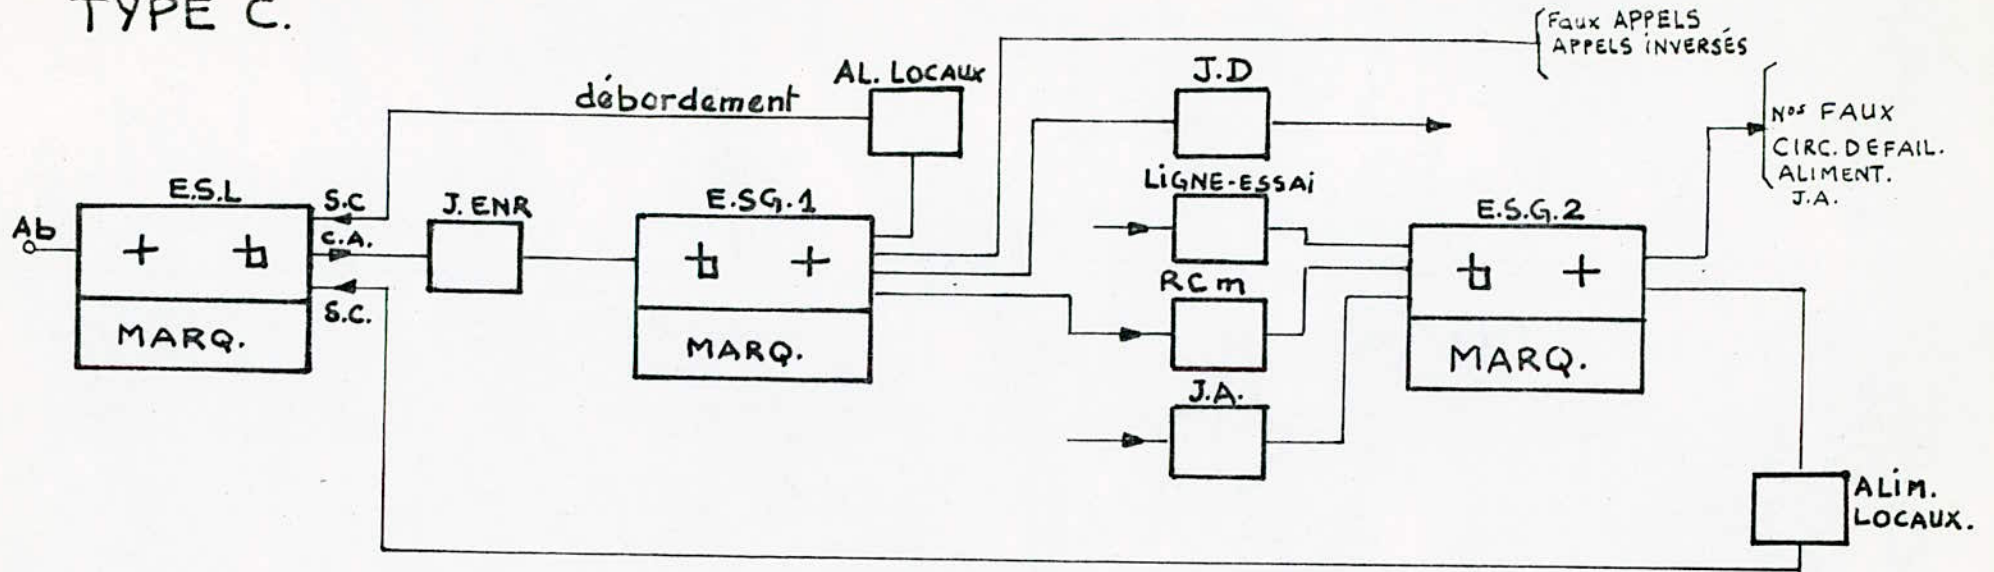 TYPE C.
Faux APPELS
APPELS INVERSÉS
AL. LOCAUX
J.D
débordement
Nos FAUX
CIRC. DEFAIL.
ALIMENT.
J.A.
E.S.L
S.C
J. ENR
E.SG.1
LIGNE-ESSAI
E.S.G.2
Ab
C.A.
S.C.
RCm
MARQ.
MARQ.
MARQ.
J.A.
ALIM.
LOCAUX.